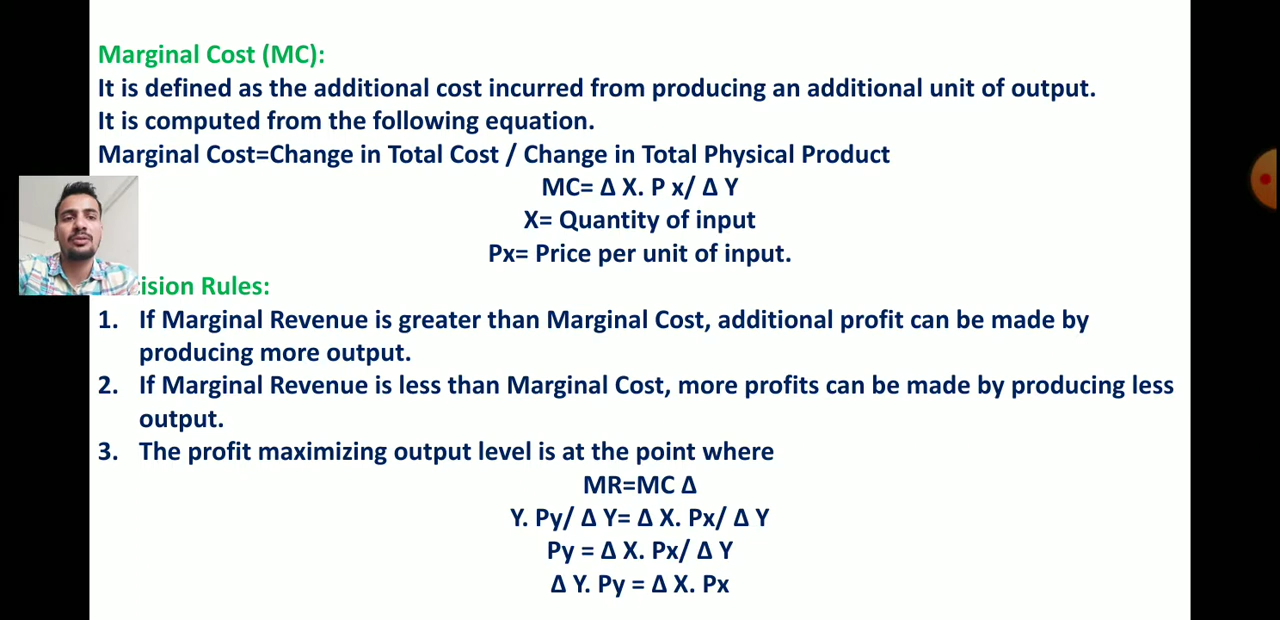 Marginal Cost (MC):
It is defined as the additional cost incurred from producing an additional unit of output.
It is computed from the following equation.
Marginal Cost=Change in Total Cost / Change in Total Physical Product
MC= Δ X. P x/ Δ Y
X= Quantity of input
Px= Price per unit of input.
ision Rules:
1. If Marginal Revenue is greater than Marginal Cost, additional profit can be made by
producing more output.
2. If Marginal Revenue is less than Marginal Cost, more profits can be made by producing less
output.
3. The profit maximizing output level is at the point where
MR=MC Δ
Y. Py/ Δ Y= Δ X. Px/ Δ Y
Py = Δ X. Px/ Δ Y
Δ Y. Py = Δ X. Px